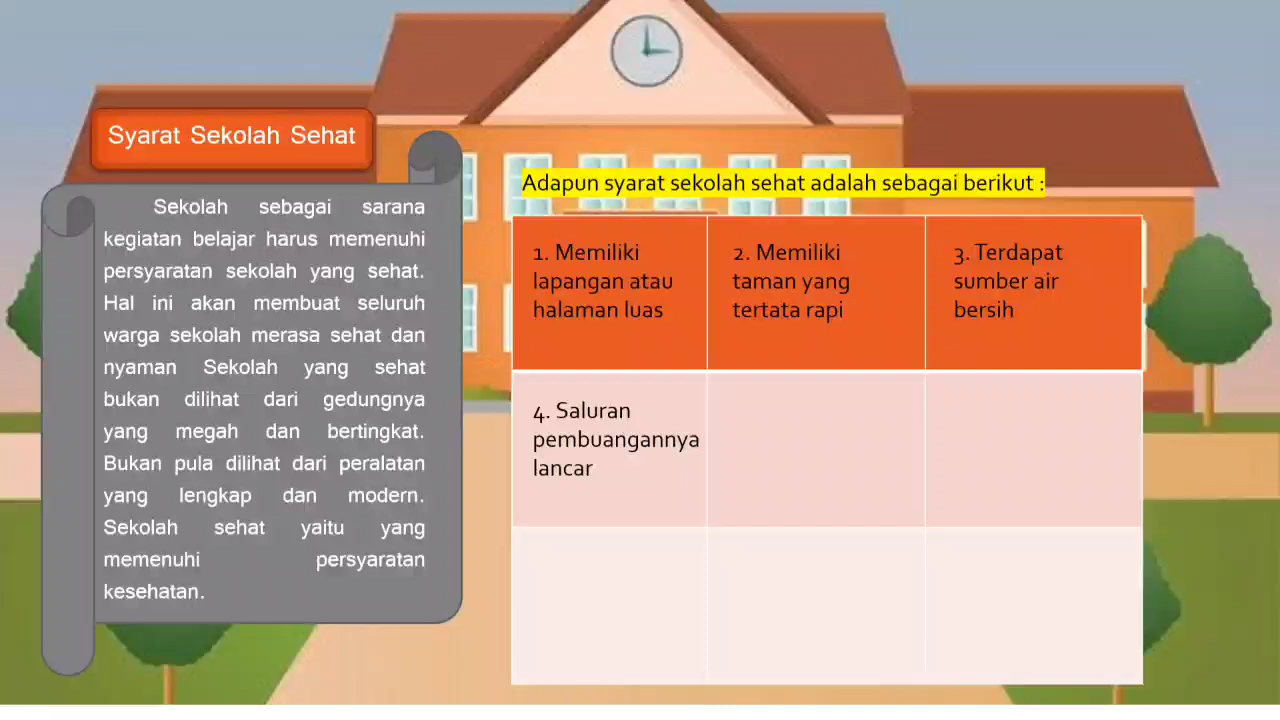 Syarat Sekolah Sehat
Sekolah sebagai sarana
kegiatan belajar harus memenuhi
persyaratan sekolah yang sehat.
Hal ini akan membuat seluruh
warga sekolah merasa sehat dan
nyaman Sekolah yang sehat
bukan dilihat dari gedungnya
yang megah dan bertingkat.
Bukan pula dilihat dari peralatan
yang lengkap dan modern.
Sekolah sehat yaitu yang
memenuhi persyaratan
kesehatan.
Adapun syarat sekolah sehat adalah sebagai berikut :
1. Memiliki
lapangan atau
halaman luas
2. Memiliki
taman yang
tertata rapi
3. Terdapat
sumber air
bersih
4. Saluran
pembuangannya
lancar